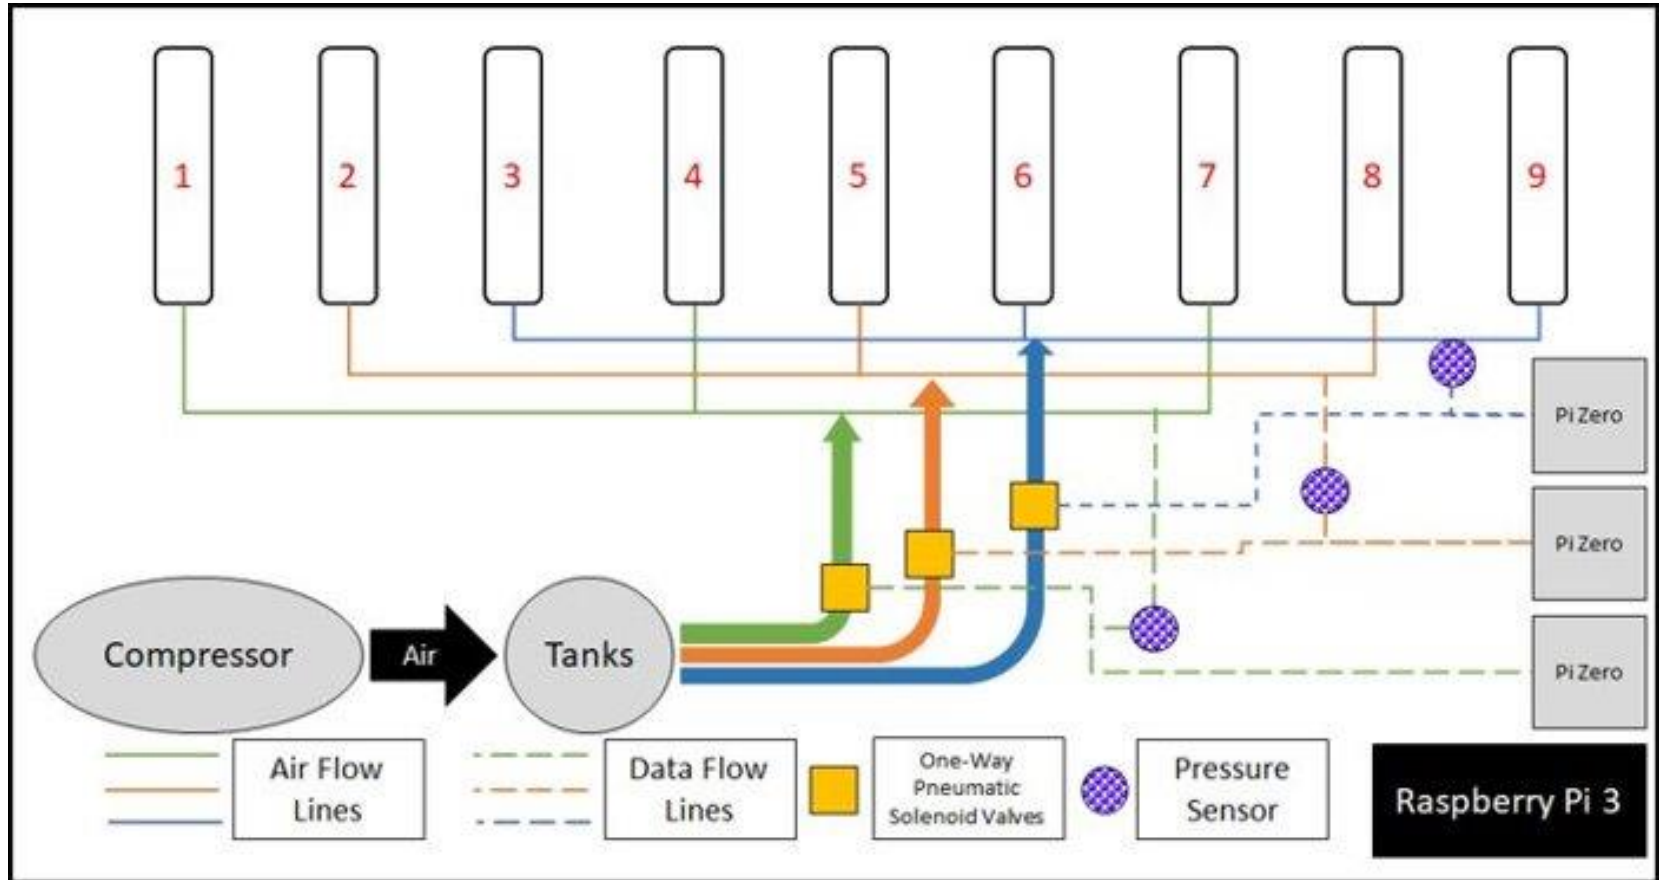 1
2
3
4
5
6
7
8
9
Pi Zero
Pi Zero
Pi Zero
Compressor
Air
Tanks
Air Flow
Lines
Data Flow
Lines
One-Way
Pneumatic
Solenoid Valves
Pressure
Sensor
Raspberry Pi 3